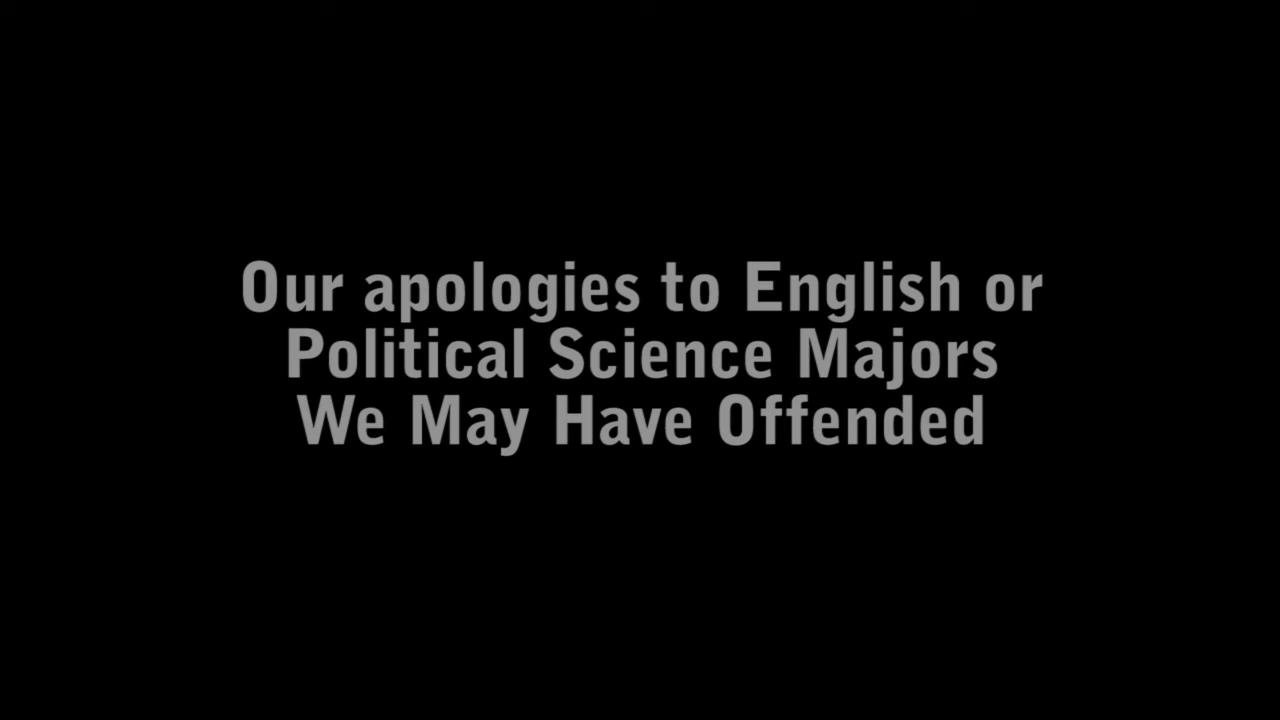 Our apologies to English or
Political Science Majors
We May Have Offended